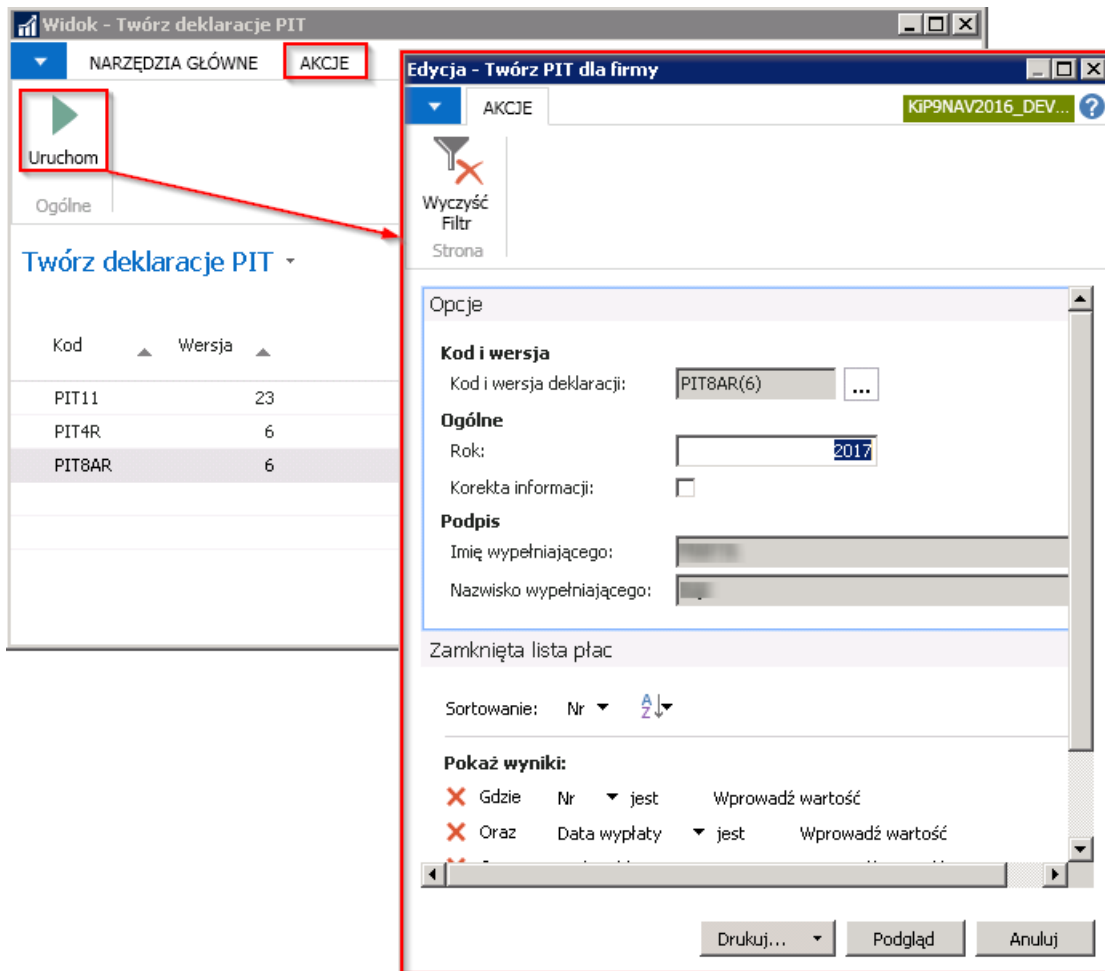 Widok - Twórz deklaracje PIT
NARZĘDZIA GŁÓWNE AKCJE
Uruchom
Ogólne
Twórz deklaracje PIT
Kod Wersja
PIT11 23
PIT4R 6
PIT8AR 6
Edycja - Twórz PIT dla firmy
AKCJE KiP9NAV2016_DEV... ?
Wyczyść
Filtr
Strona
Opcje
Kod i wersja
Kod i wersja deklaracji: PIT8AR(6) ...
Ogólne
Rok: 2017
Korekta informacji:
Podpis
Imię wypełniającego:
Nazwisko wypełniającego:
Zamknięta lista płac
Sortowanie: Nr AZ
Pokaż wyniki:
Gdzie Nr jest Wprowadź wartość
Oraz Data wypłaty jest Wprowadź wartość
Drukuj... Podgląd Anuluj